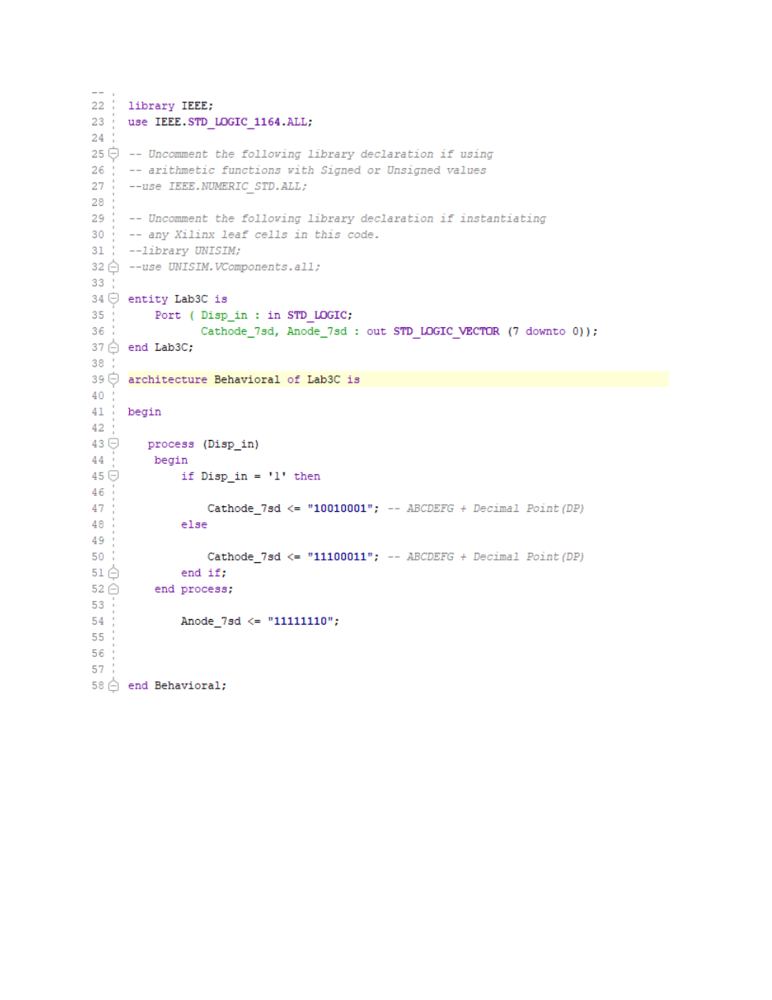 22 library IEEE;
23 use IEEE.STD_LOGIC_1164.ALL;
24
25 -- Uncomment the following library declaration if using
26 -- arithmetic functions with Signed or Unsigned values
27 --use IEEE.NUMERIC_STD.ALL;
28
29 -- Uncomment the following library declaration if instantiating
30 -- any Xilinx leaf cells in this code.
31 --library UNISIM;
32 --use UNISIM.VComponents.all;
33
34 entity Lab3C is
35 Port ( Disp_in : in STD_LOGIC;
36 Cathode_7sd, Anode_7sd : out STD_LOGIC_VECTOR (7 downto 0));
37 end Lab3C;
38
39 architecture Behavioral of Lab3C is
40
41 begin
42
43 process (Disp_in)
44 begin
45 if Disp_in = '1' then
46
47 Cathode_7sd <= "10010001"; -- ABCDEFG + Decimal Point(DP)
48 else
49
50 Cathode_7sd <= "11100011"; -- ABCDEFG + Decimal Point(DP)
51 end if;
52 end process;
53
54 Anode_7sd <= "11111110";
55
56
57
58 end Behavioral;